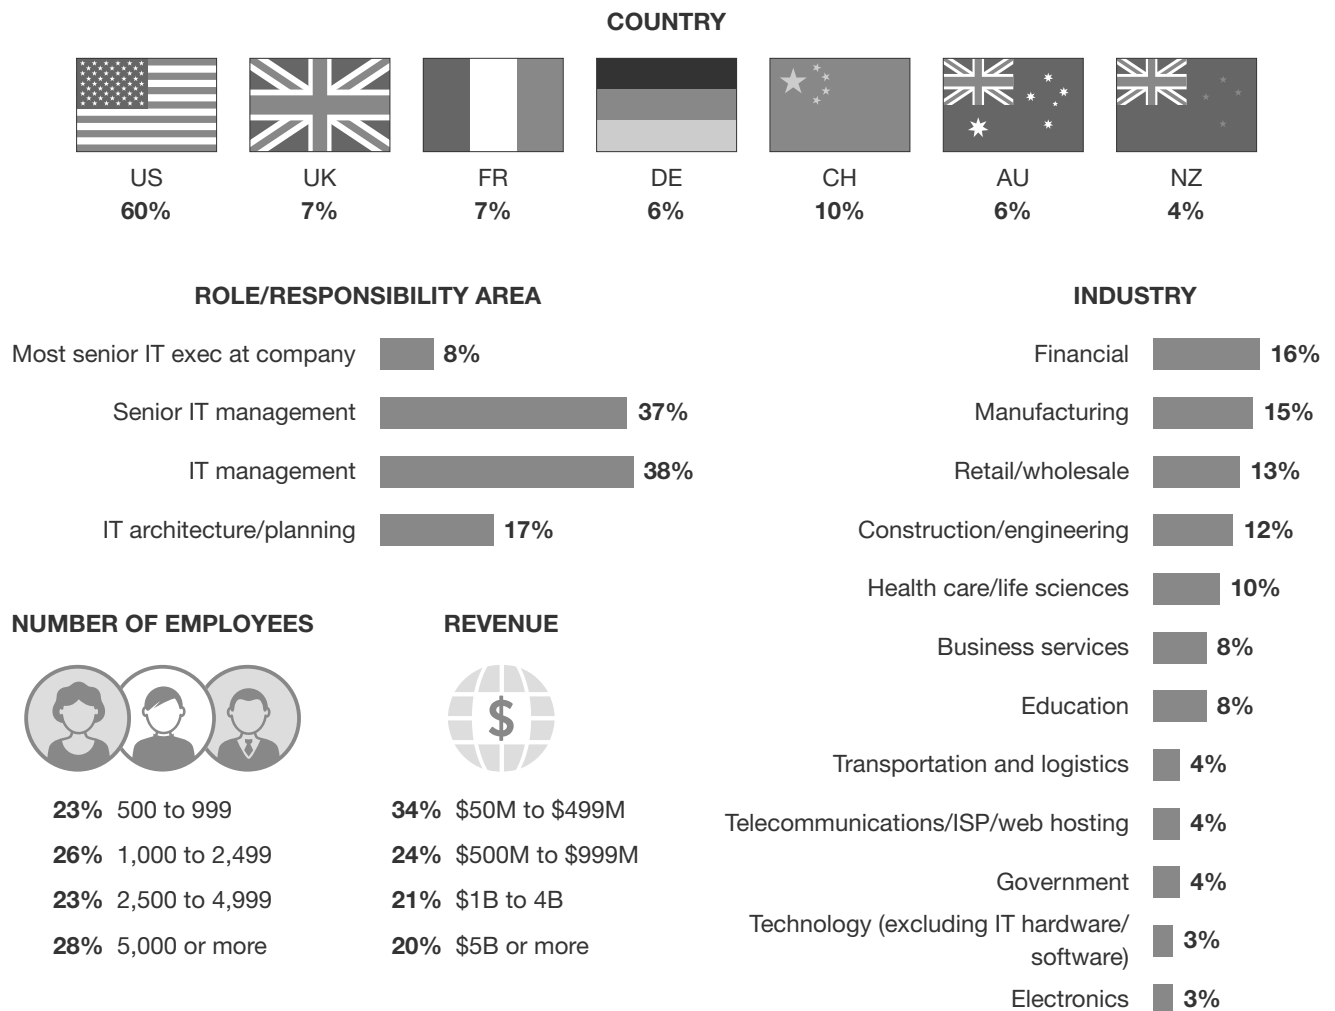 COUNTRY
US
60%
UK
7%
FR
7%
DE
6%
CH
10%
AU
6%
NZ
4%
ROLE/RESPONSIBILITY AREA
Most senior IT exec at company 8%
Senior IT management 37%
IT management 38%
IT architecture/planning 17%
NUMBER OF EMPLOYEES
23% 500 to 999
26% 1,000 to 2,499
23% 2,500 to 4,999
28% 5,000 or more
REVENUE
$
34% $50M to $499M
24% $500M to $999M
21% $1B to 4B
20% $5B or more
INDUSTRY
Financial 16%
Manufacturing 15%
Retail/wholesale 13%
Construction/engineering 12%
Health care/life sciences 10%
Business services 8%
Education 8%
Transportation and logistics 4%
Telecommunications/ISP/web hosting 4%
Government 4%
Technology (excluding IT hardware/
software) 3%
Electronics 3%